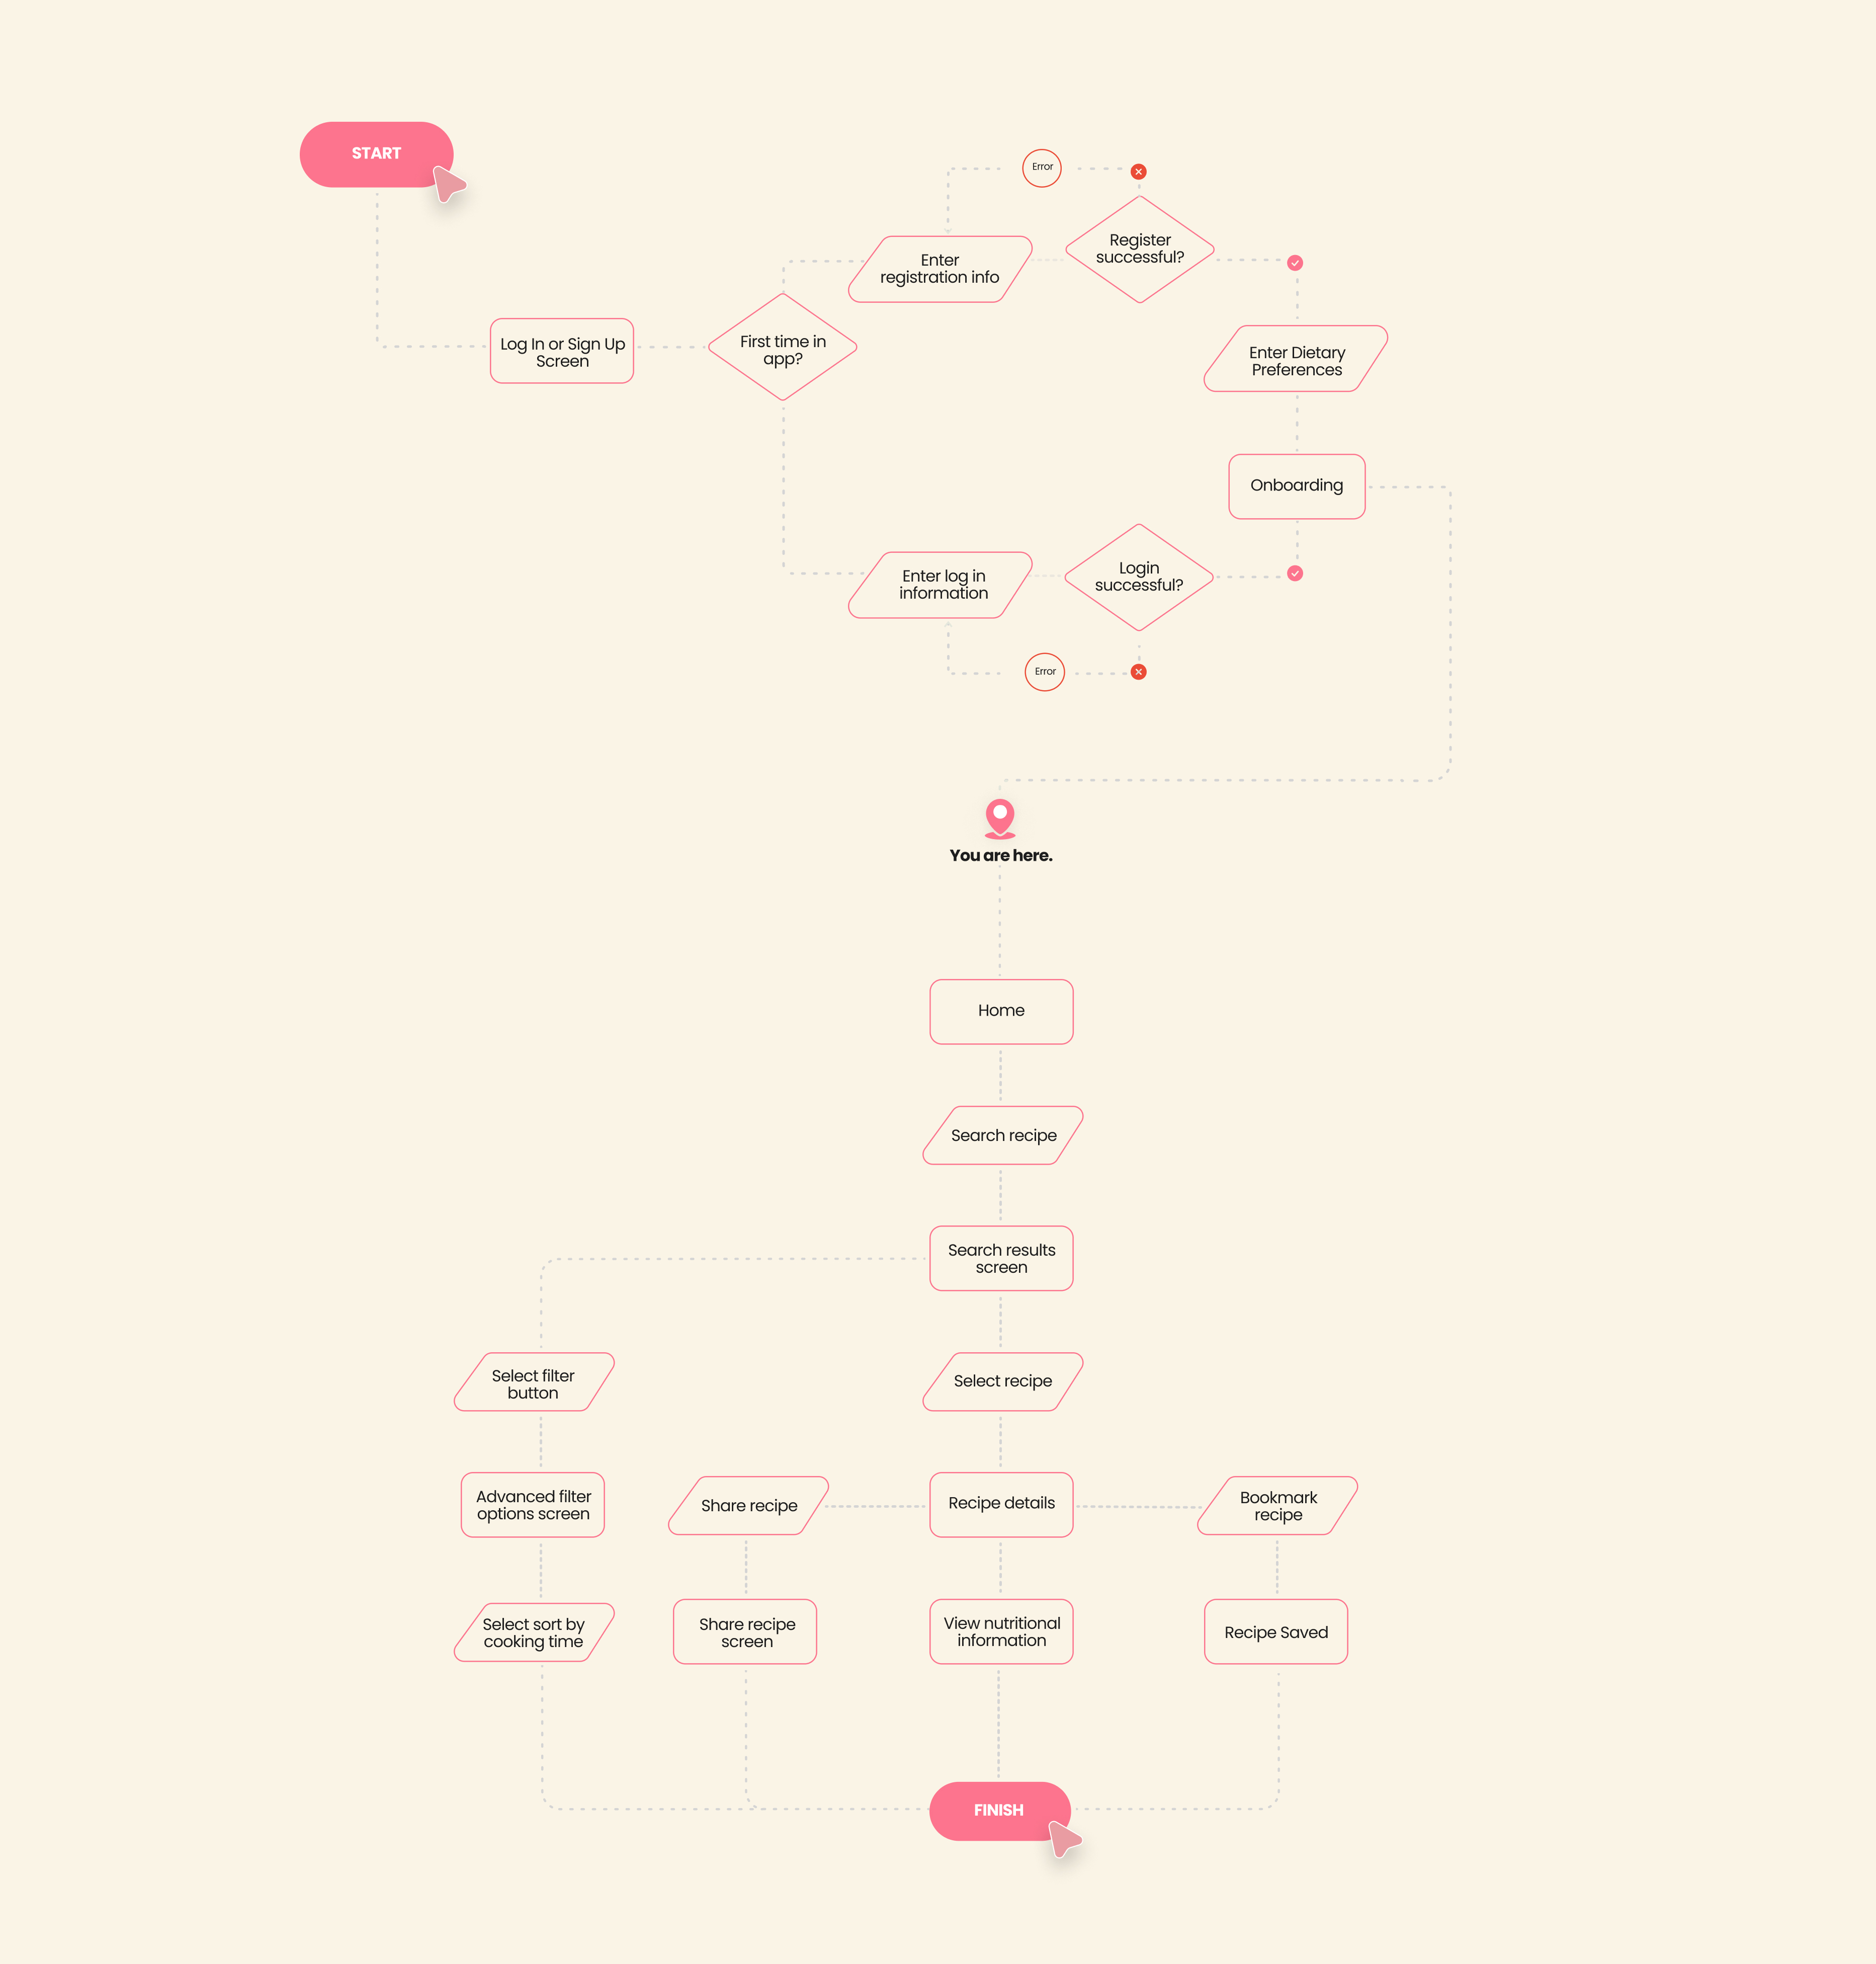 START
Error
Register
successful?
Enter
registration info
Log In or Sign Up
Screen
First time in
app?
Enter Dietary
Preferences
Onboarding
Enter log in
information
Login
successful?
Error
You are here.
Home
Search recipe
Search results
screen
Select filter
button
Select recipe
Advanced filter
options screen
Share recipe
Recipe details
Bookmark
recipe
Select sort by
cooking time
Share recipe
screen
View nutritional
information
Recipe Saved
FINISH